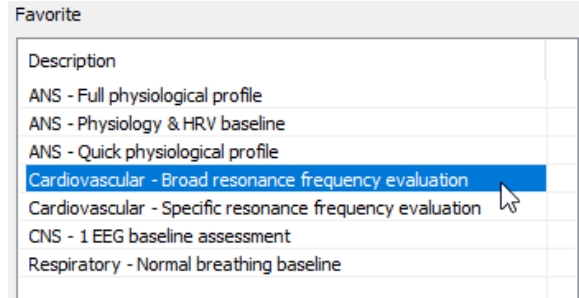 Favorite
Description
ANS - Full physiological profile
ANS - Physiology & HRV baseline
ANS - Quick physiological profile
Cardiovascular - Broad resonance frequency evaluation
Cardiovascular - Specific resonance frequency evaluation
CNS - 1 EEG baseline assessment
Respiratory - Normal breathing baseline